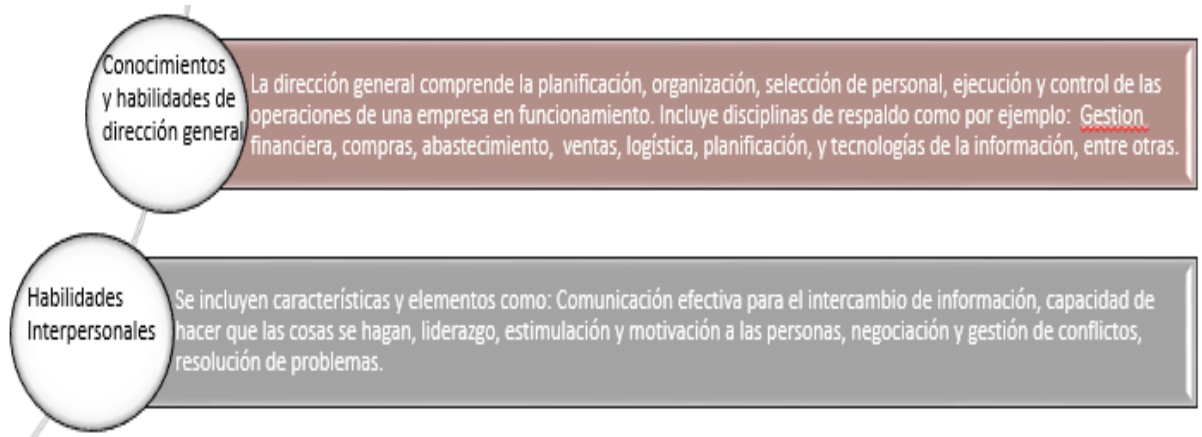 Conocimientos
y habilidades de
dirección general
La dirección general comprende la planificación, organización, selección de personal, ejecución y control de las
operaciones de una empresa en funcionamiento. Incluye disciplinas de respaldo como por ejemplo: Gestion
financiera, compras, abastecimiento, ventas, logística, planificación, y tecnologías de la información, entre otras.
Habilidades
Interpersonales
Se incluyen características y elementos como: Comunicación efectiva para el intercambio de información, capacidad de
hacer que las cosas se hagan, liderazgo, estimulación y motivación a las personas, negociación y gestión de conflictos,
resolución de problemas.